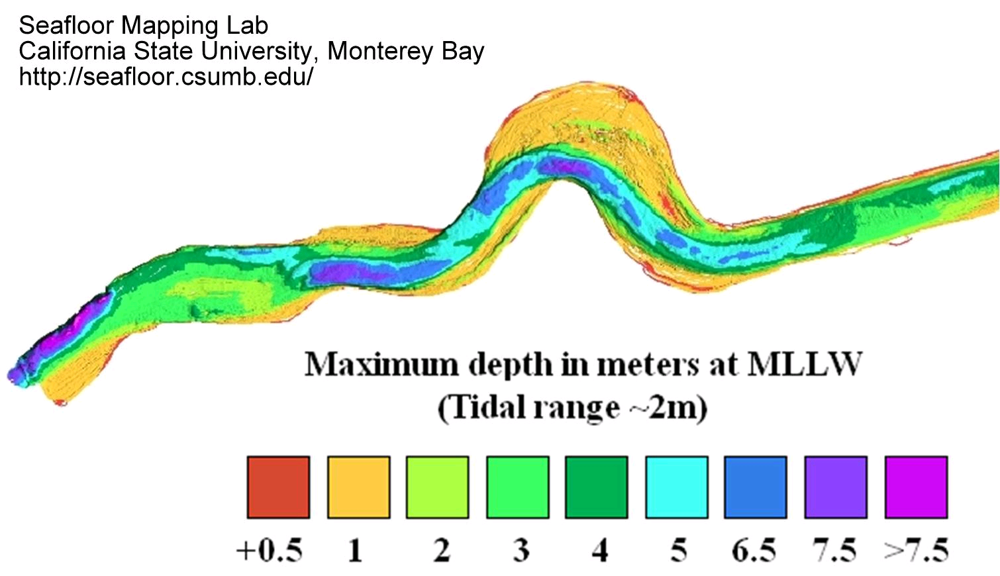 Seafloor Mapping Lab
California State University, Monterey Bay
http://seafloor.csumb.edu/
Maximum depth in meters at MLLW
(Tidal range ~2m)
+0.5 1 2 3 4 5 6.5 7.5 >7.5